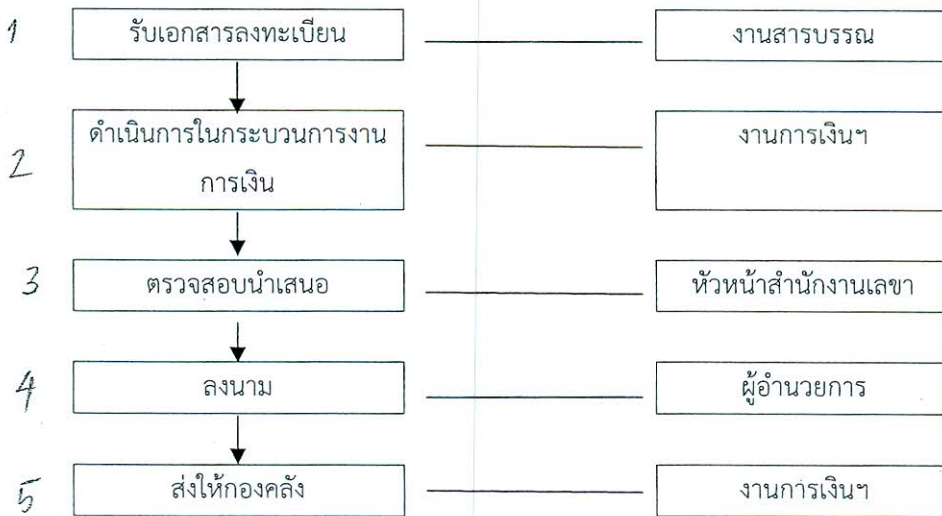 1 รับเอกสารลงทะเบียน งานสารบรรณ
ดำเนินการในกระบวนการงาน งานการเงินฯ
2 การเงิน
3 ตรวจสอบนำเสนอ หัวหน้าสำนักงานเลขา
4 ลงนาม ผู้อำนวยการ
5 ส่งให้กองคลัง งานการเงินฯ